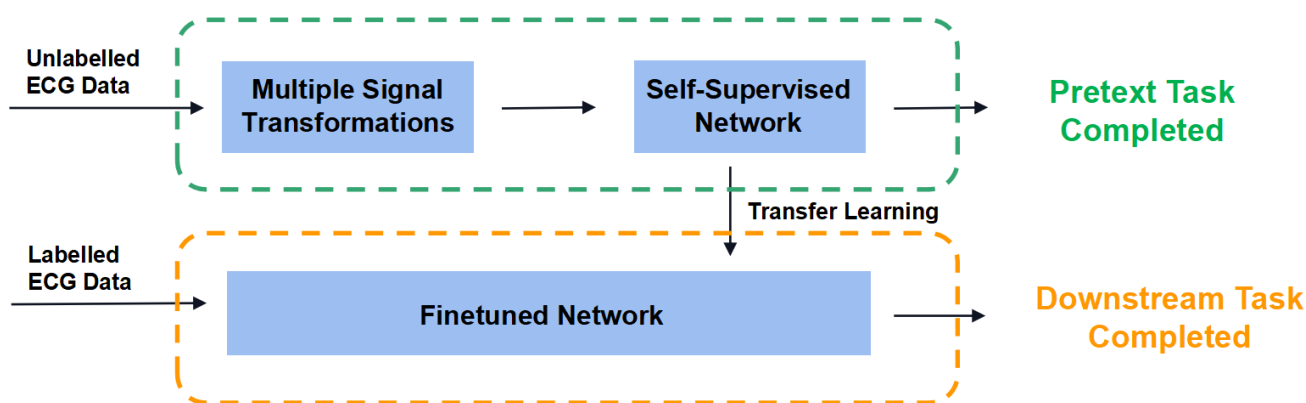 Unlabelled
ECG Data
Multiple Signal
Transformations
Self-Supervised
Network
Pretext Task
Completed
Transfer Learning
Labelled
ECG Data
Finetuned Network
Downstream Task
Completed